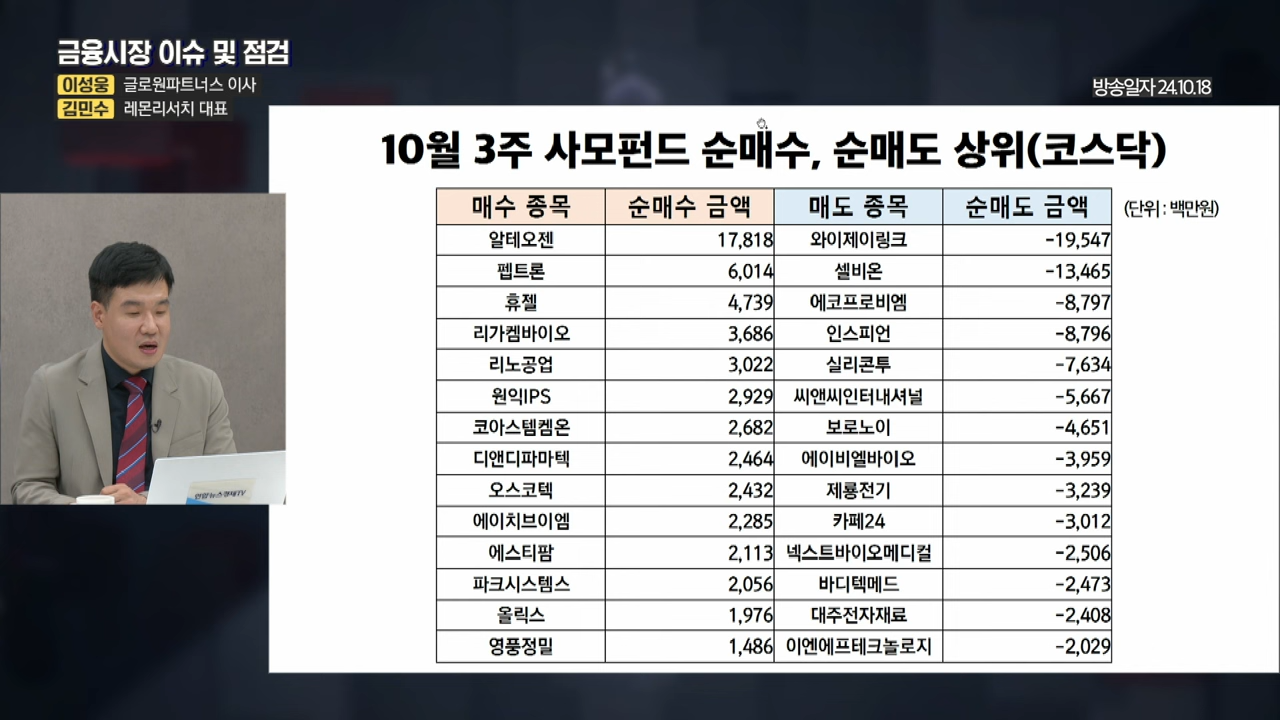 금융시장 이슈 및 점검
이성웅 글로원파트너스 이사
김민수 레몬리서치 대표
방송일자 24.10.18
10월 3주 사모펀드 순매수, 순매도 상위(코스닥)
(단위 : 백만원)
매수 종목 순매수 금액 매도 종목 순매도 금액
알테오젠 17,818 와이제이링크 -19,547
펩트론 6,014 셀비온 -13,465
휴젤 4,739 에코프로비엠 -8,797
리가켐바이오 3,686 인스피언 -8,796
리노공업 3,022 실리콘투 -7,634
원익IPS 2,929 씨앤씨인터내셔널 -5,667
코아스템켐온 2,682 보로노이 -4,651
디앤디파마텍 2,464 에이비엘바이오 -3,959
오스코텍 2,432 제룡전기 -3,239
에이치브이엠 2,285 카페24 -3,012
에스티팜 2,113 넥스트바이오메디컬 -2,506
파크시스템스 2,056 바디텍메드 -2,473
올릭스 1,976 대주전자재료 -2,408
영풍정밀 1,486 이엔에프테크놀로지 -2,029
연합뉴스경제TV